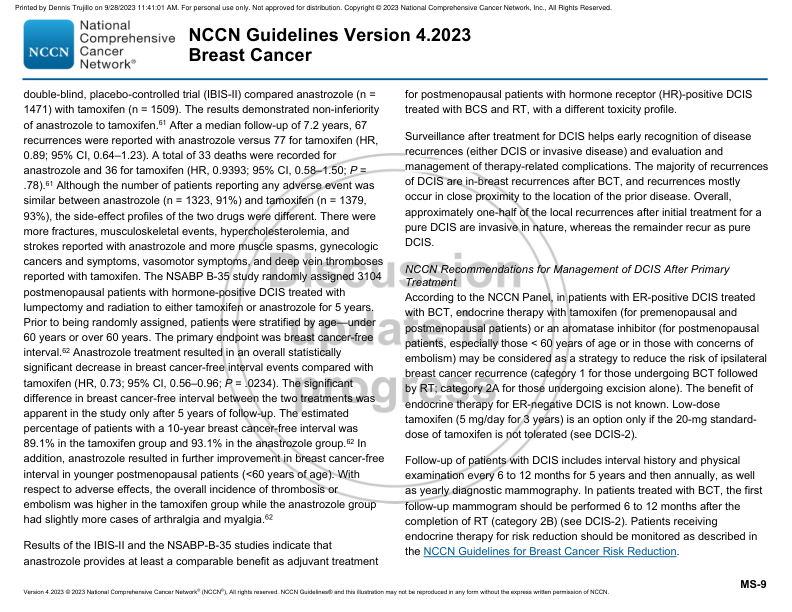 Printed by Dennis Trujillo on 9/28/2023 11:41:01 AM. For personal use only. Not approved for distribution. Copyright © 2023 National Comprehensive Cancer Network, Inc., All Rights Reserved.
NCCN
National
Comprehensive
Cancer
Network®
NCCN Guidelines Version 4.2023
Breast Cancer
double-blind, placebo-controlled trial (IBIS-II) compared anastrozole (n =
1471) with tamoxifen (n = 1509). The results demonstrated non-inferiority
of anastrozole to tamoxifen.61 After a median follow-up of 7.2 years, 67
recurrences were reported with anastrozole versus 77 for tamoxifen (HR,
0.89; 95% CI, 0.64–1.23). A total of 33 deaths were recorded for
anastrozole and 36 for tamoxifen (HR, 0.9393; 95% CI, 0.58–1.50; P =
.78).61 Although the number of patients reporting any adverse event was
similar between anastrozole (n = 1323, 91%) and tamoxifen (n = 1379,
93%), the side-effect profiles of the two drugs were different. There were
more fractures, musculoskeletal events, hypercholesterolemia, and
strokes reported with anastrozole and more muscle spasms, gynecologic
cancers and symptoms, vasomotor symptoms, and deep vein thromboses
reported with tamoxifen. The NSABP B-35 study randomly assigned 3104
postmenopausal patients with hormone-positive DCIS treated with
lumpectomy and radiation to either tamoxifen or anastrozole for 5 years.
Prior to being randomly assigned, patients were stratified by age—under
60 years or over 60 years. The primary endpoint was breast cancer-free
interval.62 Anastrozole treatment resulted in an overall statistically
significant decrease in breast cancer-free interval events compared with
tamoxifen (HR, 0.73; 95% CI, 0.56–0.96; P = .0234). The significant
difference in breast cancer-free interval between the two treatments was
apparent in the study only after 5 years of follow-up. The estimated
percentage of patients with a 10-year breast cancer-free interval was
89.1% in the tamoxifen group and 93.1% in the anastrozole group.62 In
addition, anastrozole resulted in further improvement in breast cancer-free
interval in younger postmenopausal patients (<60 years of age). With
respect to adverse effects, the overall incidence of thrombosis or
embolism was higher in the tamoxifen group while the anastrozole group
had slightly more cases of arthralgia and myalgia.62
Results of the IBIS-II and the NSABP-B-35 studies indicate that
anastrozole provides at least a comparable benefit as adjuvant treatment
for postmenopausal patients with hormone receptor (HR)-positive DCIS
treated with BCS and RT, with a different toxicity profile.
Surveillance after treatment for DCIS helps early recognition of disease
recurrences (either DCIS or invasive disease) and evaluation and
management of therapy-related complications. The majority of recurrences
of DCIS are in-breast recurrences after BCT, and recurrences mostly
occur in close proximity to the location of the prior disease. Overall,
approximately one-half of the local recurrences after initial treatment for a
pure DCIS are invasive in nature, whereas the remainder recur as pure
DCIS.
NCCN Recommendations for Management of DCIS After Primary
Treatment
According to the NCCN Panel, in patients with ER-positive DCIS treated
with BCT, endocrine therapy with tamoxifen (for premenopausal and
postmenopausal patients) or an aromatase inhibitor (for postmenopausal
patients, especially those < 60 years of age or in those with concerns of
embolism) may be considered as a strategy to reduce the risk of ipsilateral
breast cancer recurrence (category 1 for those undergoing BCT followed
by RT; category 2A for those undergoing excision alone). The benefit of
endocrine therapy for ER-negative DCIS is not known. Low-dose
tamoxifen (5 mg/day for 3 years) is an option only if the 20-mg standard-
dose of tamoxifen is not tolerated (see DCIS-2).
Follow-up of patients with DCIS includes interval history and physical
examination every 6 to 12 months for 5 years and then annually, as well
as yearly diagnostic mammography. In patients treated with BCT, the first
follow-up mammogram should be performed 6 to 12 months after the
completion of RT (category 2B) (see DCIS-2). Patients receiving
endocrine therapy for risk reduction should be monitored as described in
the NCCN Guidelines for Breast Cancer Risk Reduction.
Discussion
update in
progress
MS-9
Version 4.2023 © 2023 National Comprehensive Cancer Network® (NCCN®), All rights reserved. NCCN Guidelines® and this illustration may not be reproduced in any form without the express written permission of NCCN.